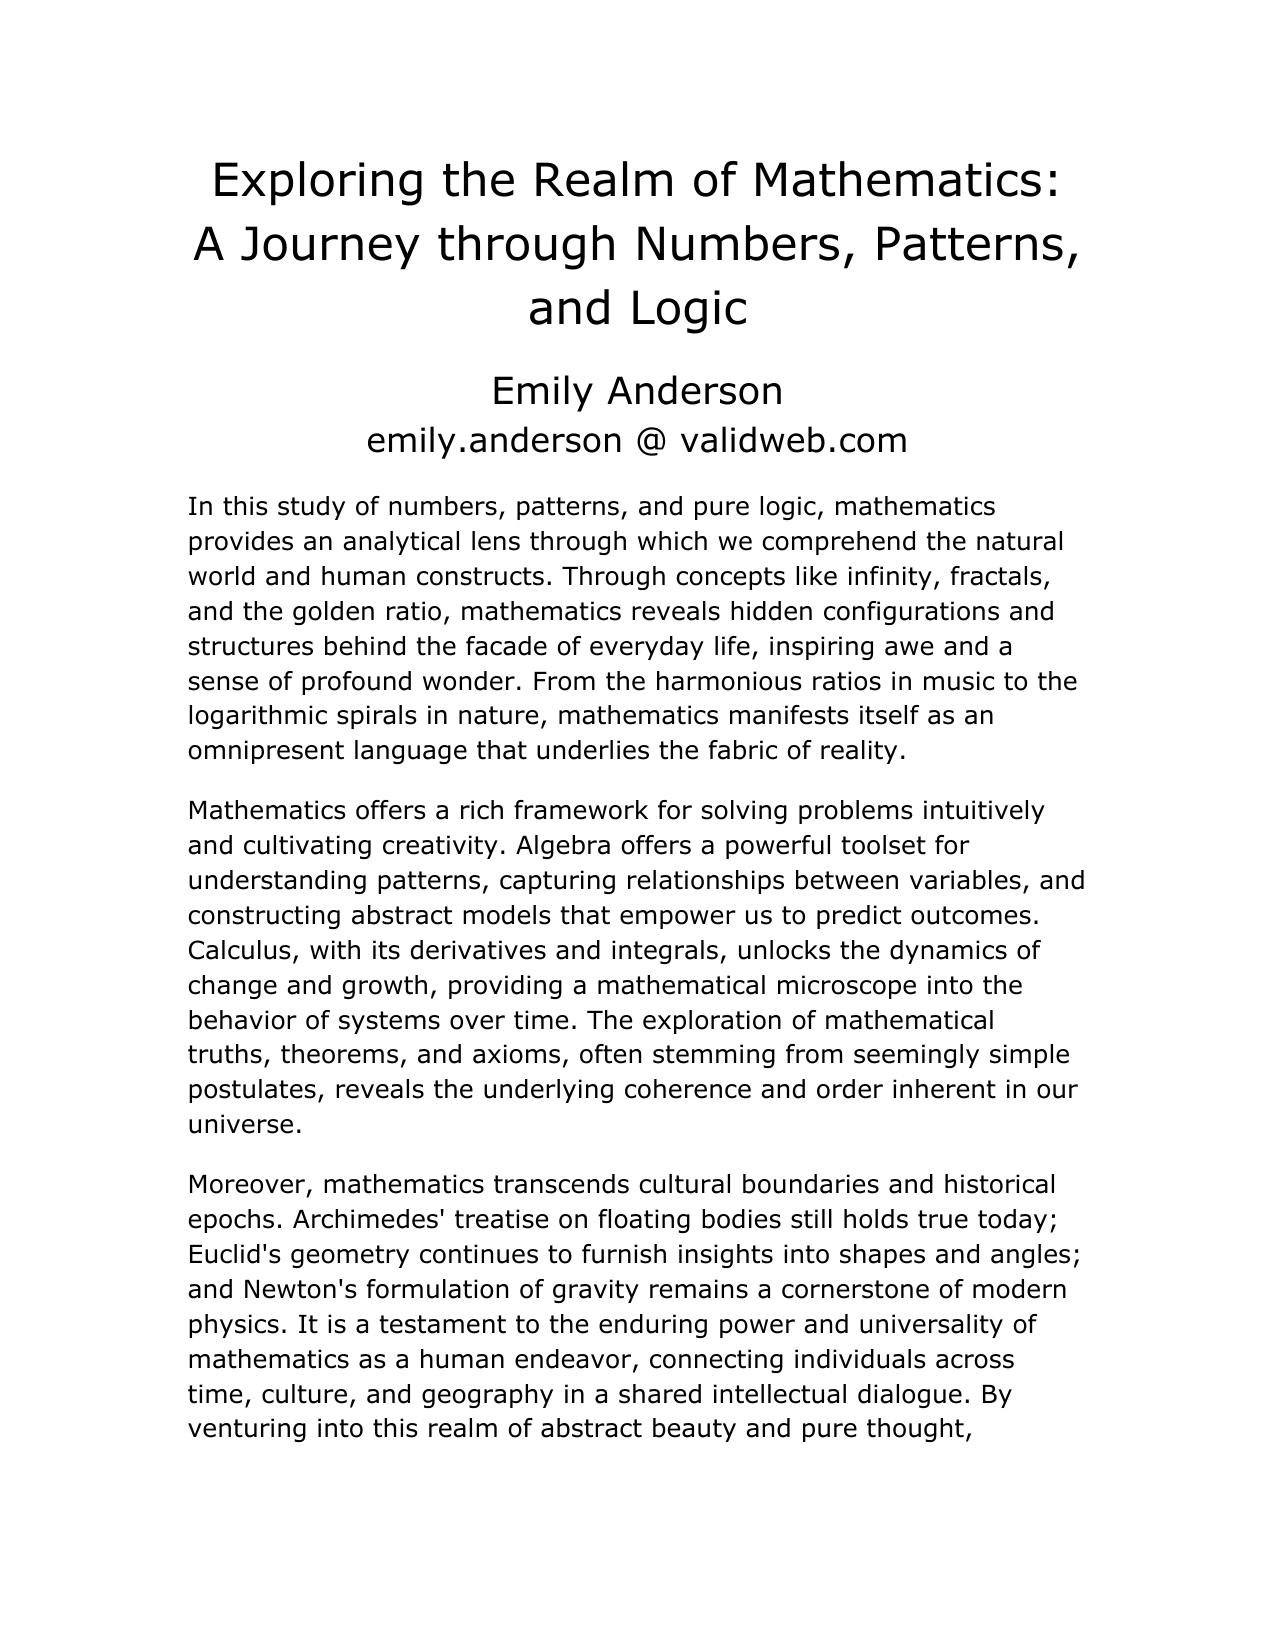 Exploring the Realm of Mathematics:
A Journey through Numbers, Patterns,
and Logic
Emily Anderson
emily.anderson @ validweb.com
In this study of numbers, patterns, and pure logic, mathematics
provides an analytical lens through which we comprehend the natural
world and human constructs. Through concepts like infinity, fractals,
and the golden ratio, mathematics reveals hidden configurations and
structures behind the facade of everyday life, inspiring awe and a
sense of profound wonder. From the harmonious ratios in music to the
logarithmic spirals in nature, mathematics manifests itself as an
omnipresent language that underlies the fabric of reality.
Mathematics offers a rich framework for solving problems intuitively
and cultivating creativity. Algebra offers a powerful toolset for
understanding patterns, capturing relationships between variables, and
constructing abstract models that empower us to predict outcomes.
Calculus, with its derivatives and integrals, unlocks the dynamics of
change and growth, providing a mathematical microscope into the
behavior of systems over time. The exploration of mathematical
truths, theorems, and axioms, often stemming from seemingly simple
postulates, reveals the underlying coherence and order inherent in our
universe.
Moreover, mathematics transcends cultural boundaries and historical
epochs. Archimedes' treatise on floating bodies still holds true today;
Euclid's geometry continues to furnish insights into shapes and angles;
and Newton's formulation of gravity remains a cornerstone of modern
physics. It is a testament to the enduring power and universality of
mathematics as a human endeavor, connecting individuals across
time, culture, and geography in a shared intellectual dialogue. By
venturing into this realm of abstract beauty and pure thought,